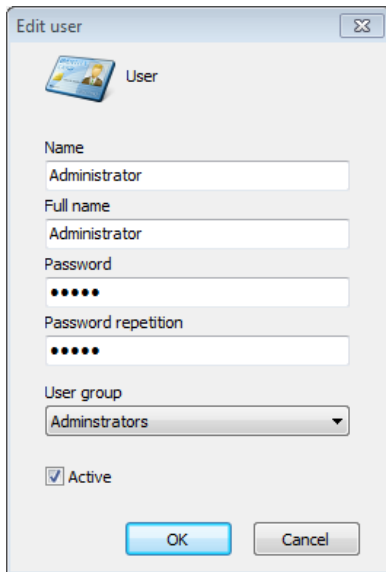 Edit user
User
Name
Administrator
Full name
Administrator
Password
•••••
Password repetition
•••••
User group
Adminstrators
Active
OK
Cancel